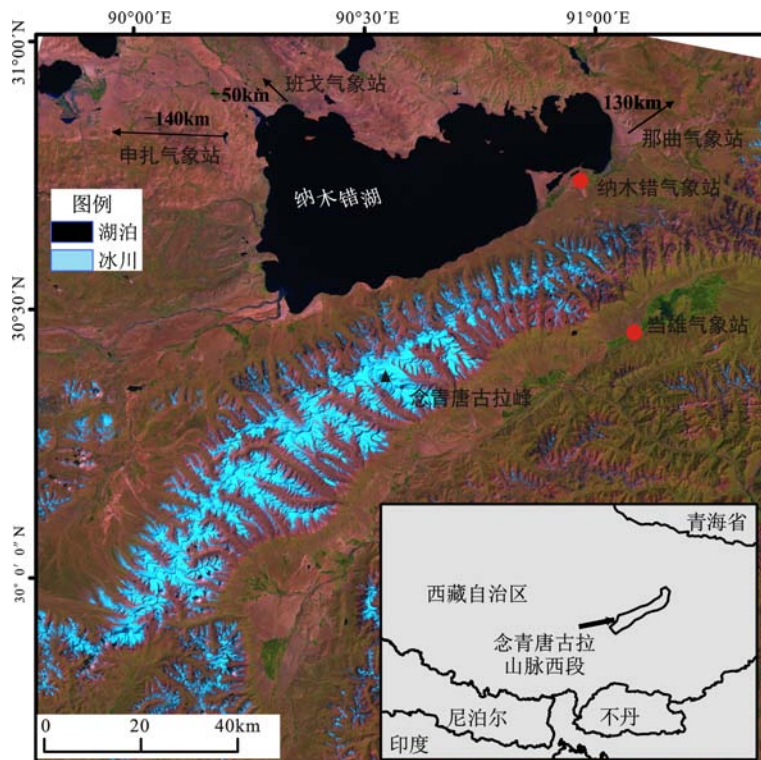 90°00′E
90°30′E
91°00′E
31°00′N
30°30′N
30°0′0″N
班戈气象站
−50km
−140km
申扎气象站
130km
那曲气象站
纳木错湖
纳木错气象站
图例
湖泊
冰川
当雄气象站
念青唐古拉峰
青海省
西藏自治区
念青唐古拉
山脉西段
尼泊尔
不丹
印度
0
20
40km